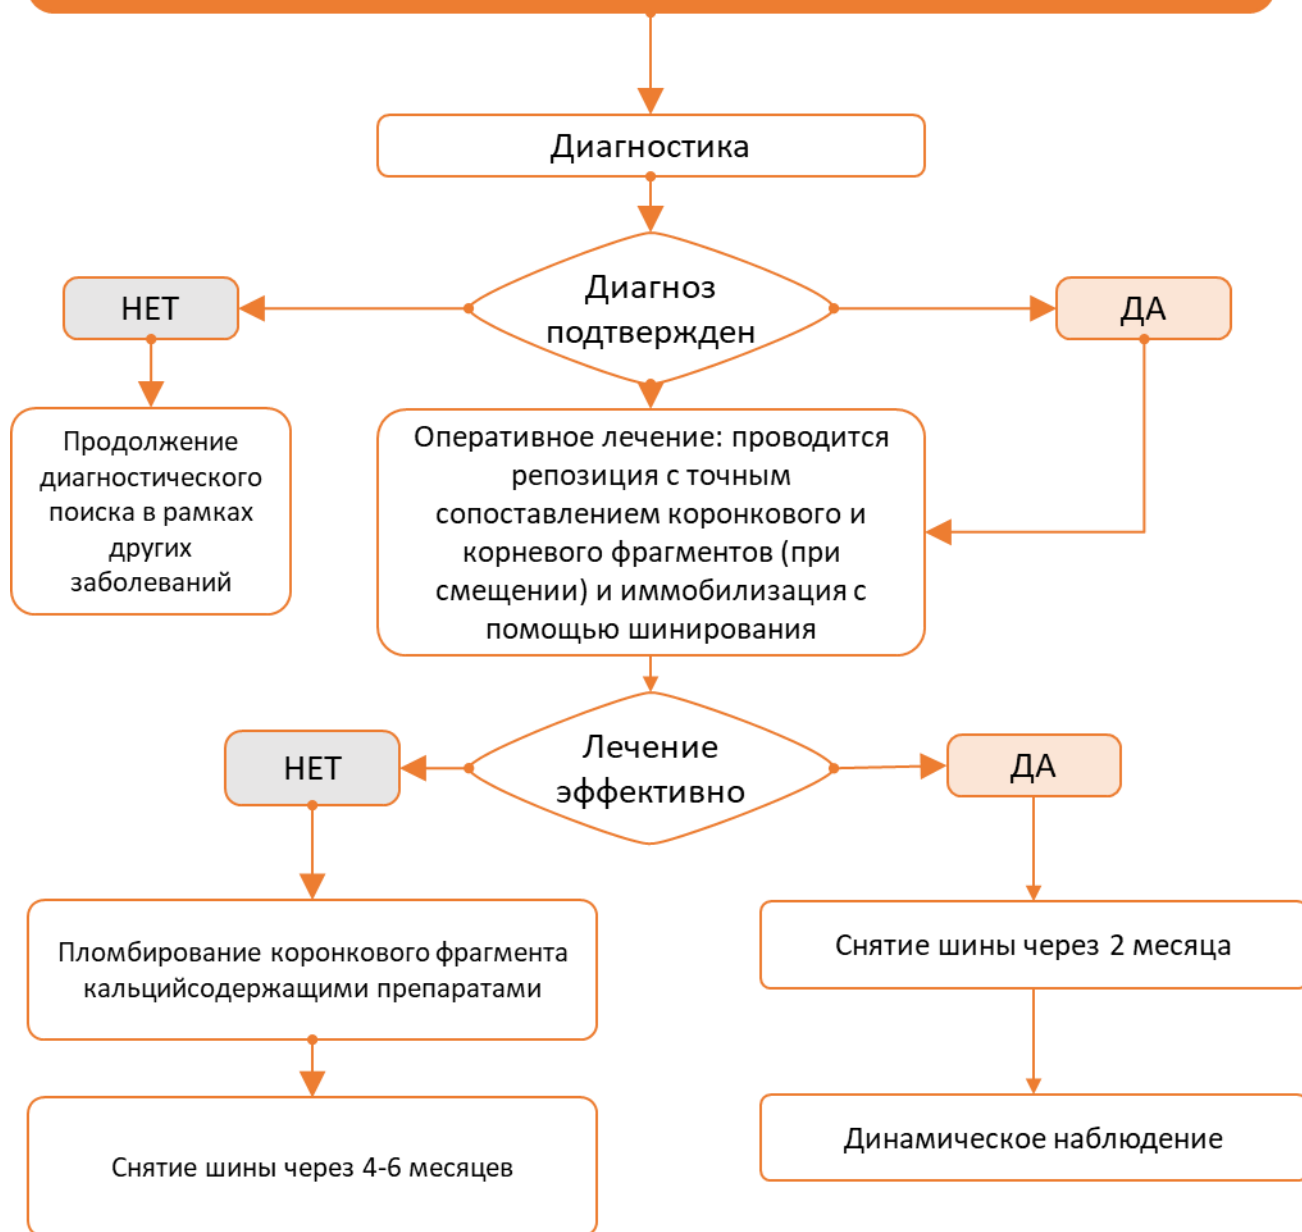 Диагностика
Диагноз
подтвержден
НЕТ
ДА
Продолжение
диагностического
поиска в рамках
других
заболеваний
Оперативное лечение: проводится
репозиция с точным
сопоставлением коронкового и
корневого фрагментов (при
смещении) и иммобилизация с
помощью шинирования
Лечение
эффективно
НЕТ
ДА
Пломбирование коронкового фрагмента
кальцийсодержащими препаратами
Снятие шины через 2 месяца
Снятие шины через 4-6 месяцев
Динамическое наблюдение